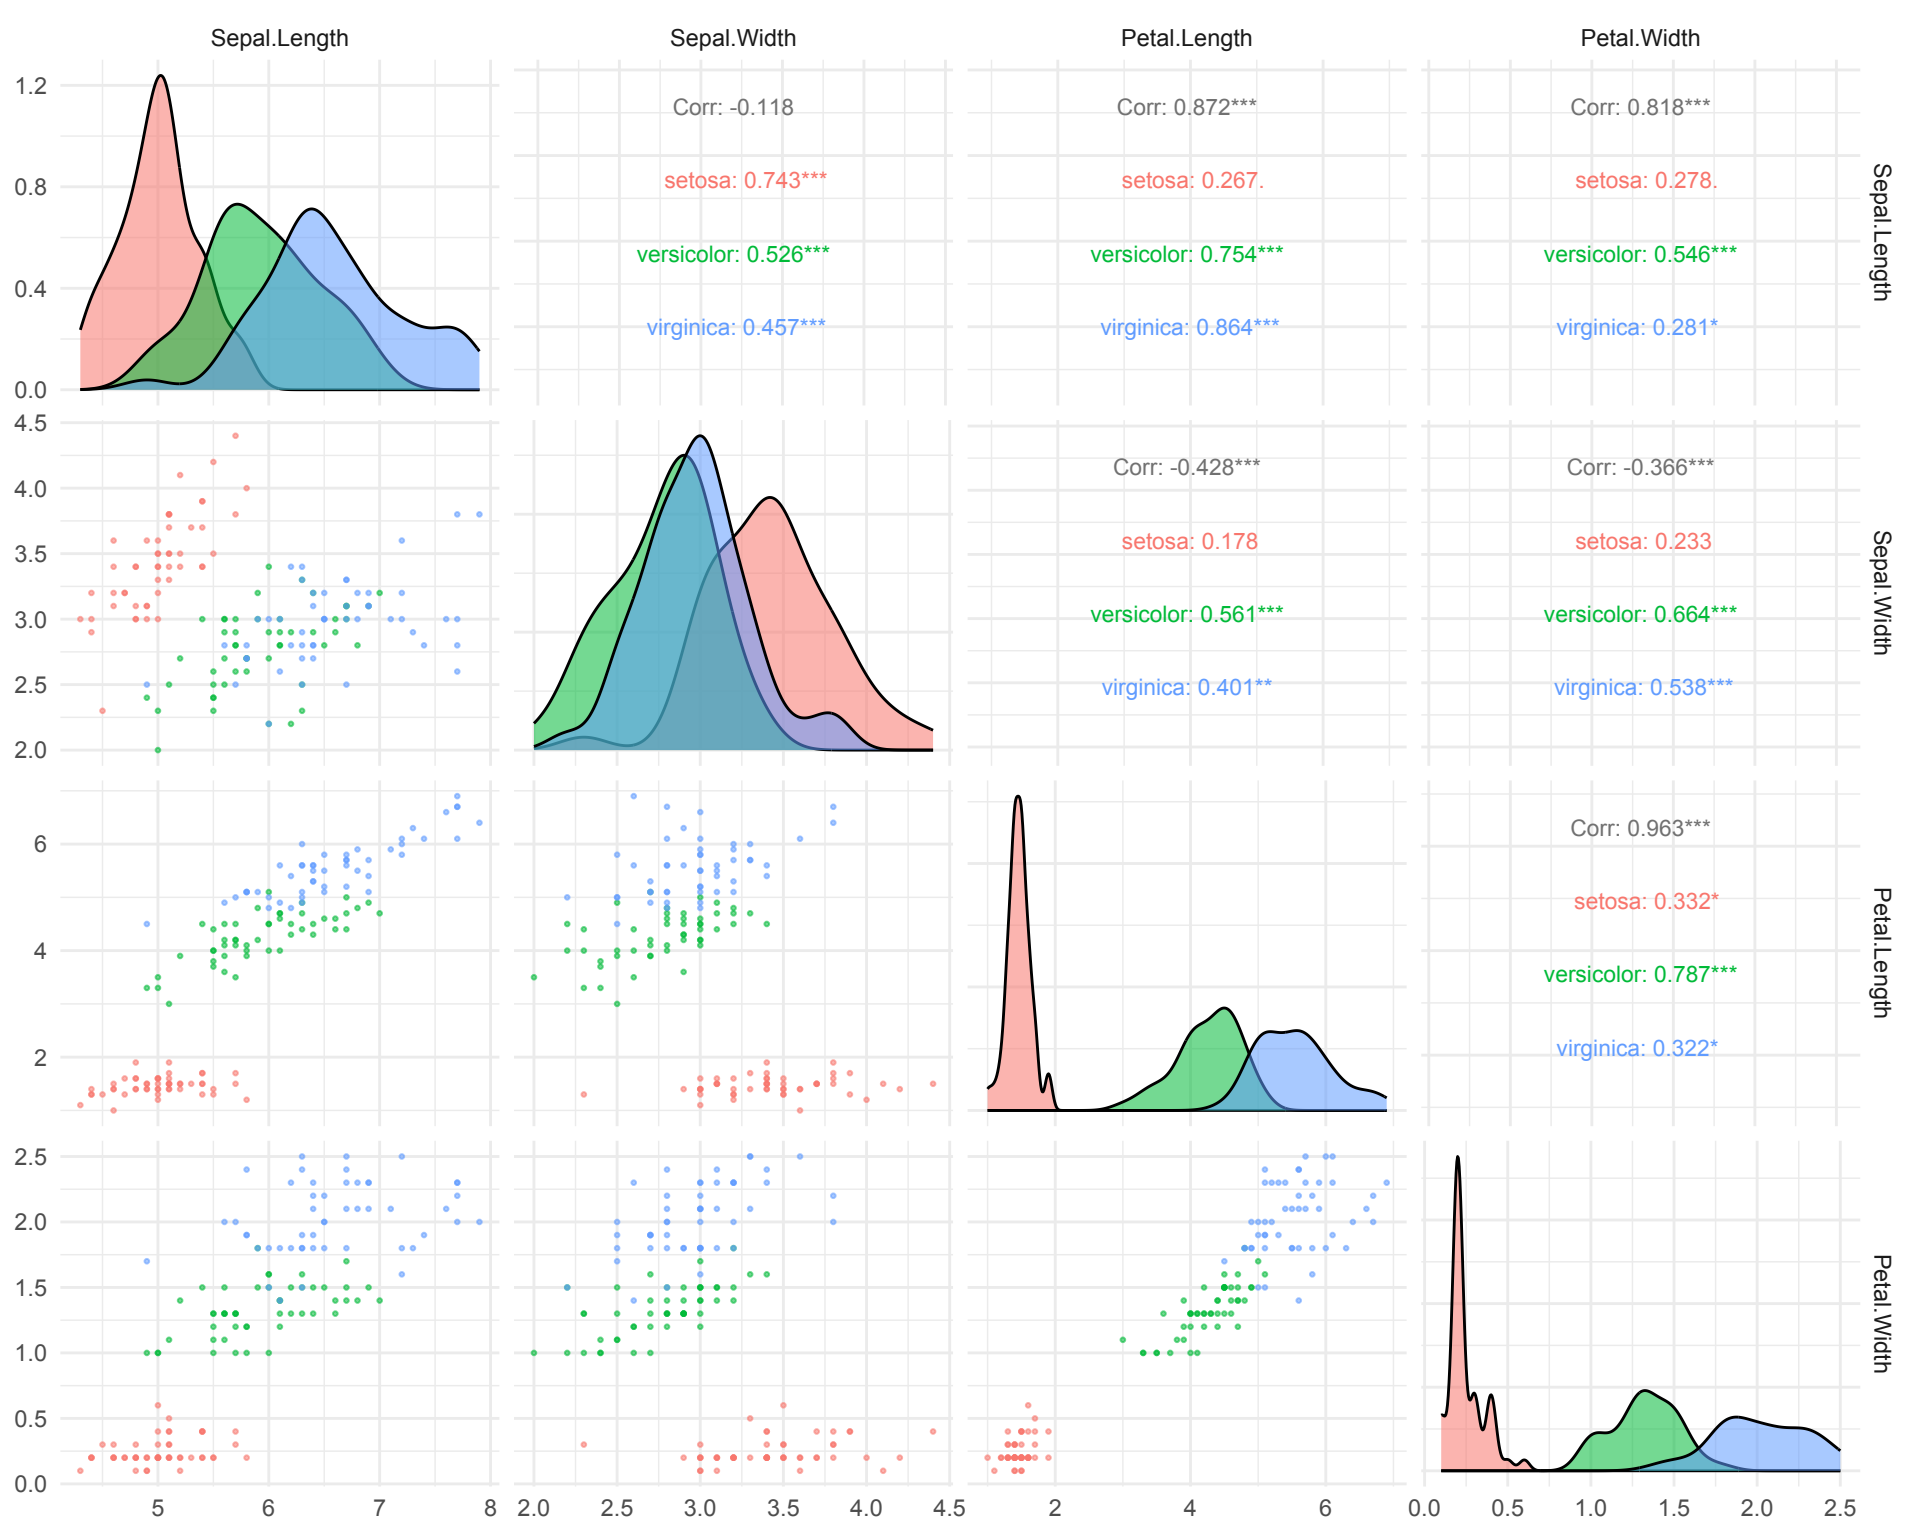 Sepal.Length
Sepal.Width
Petal.Length
Petal.Width
1.2
0.8
0.4
0.0
Corr: -0.118
setosa: 0.743***
versicolor: 0.526***
virginica: 0.457***
Corr: 0.872***
setosa: 0.267.
versicolor: 0.754***
virginica: 0.864***
Corr: 0.818***
setosa: 0.278.
versicolor: 0.546***
virginica: 0.281*
Sepal.Length
4.5
4.0
3.5
3.0
2.5
2.0
Corr: -0.428***
setosa: 0.178
versicolor: 0.561***
virginica: 0.401**
Corr: -0.366***
setosa: 0.233
versicolor: 0.664***
virginica: 0.538***
Sepal.Width
6
4
2
Corr: 0.963***
setosa: 0.332*
versicolor: 0.787***
virginica: 0.322*
Petal.Length
2.5
2.0
1.5
1.0
0.5
0.0
Petal.Width
5 6 7 8
2.0 2.5 3.0 3.5 4.0 4.5
2 4 6
0.0 0.5 1.0 1.5 2.0 2.5